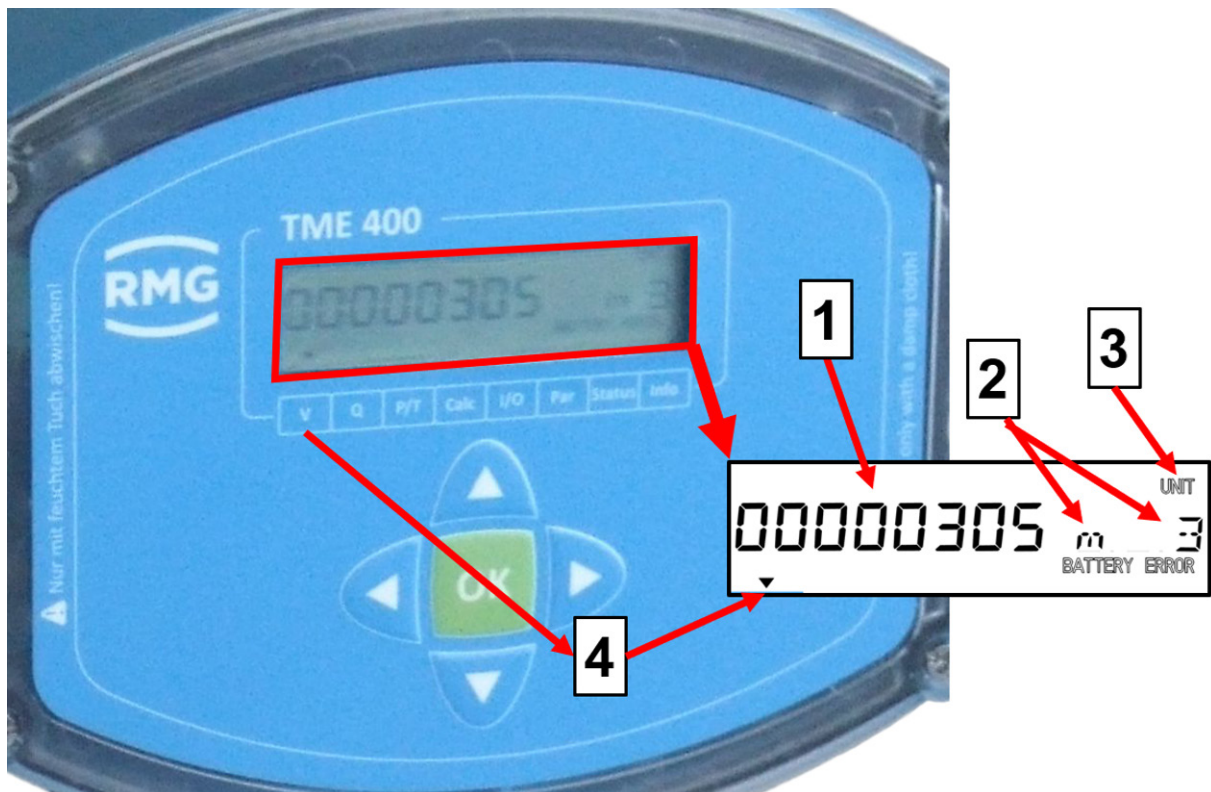 TME 400
RMG
00000305 m 3
V Q P/T Calc I/O Par Status Info
OK
⚠ Nur mit feuchtem Tuch abwischen!
only with a damp cloth!
1
2
3
4
UNIT
00000305 m 3
BATTERY ERROR